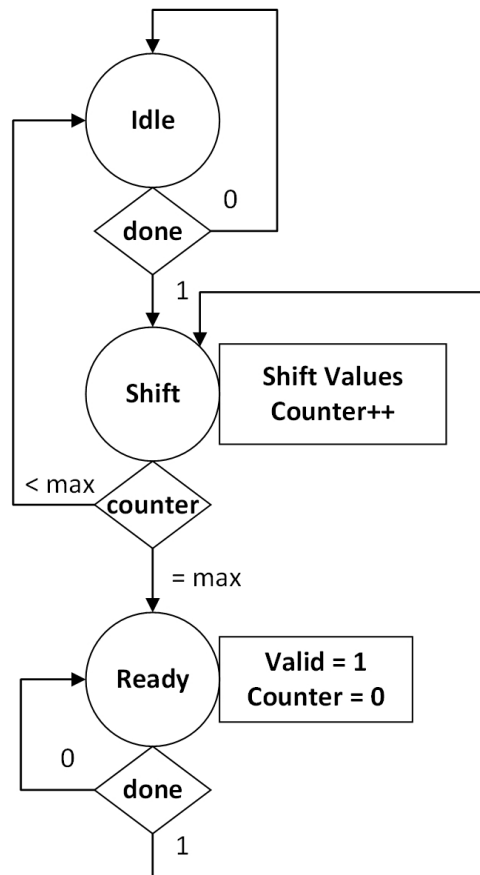 Idle
0
done
1
Shift
Shift Values
Counter++
< max
counter
= max
Ready
Valid = 1
Counter = 0
0
done
1